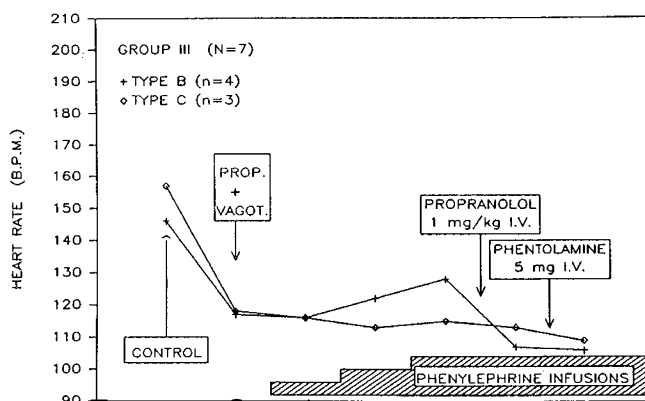 210
200
190
180
170
160
150
140
130
120
110
100
90
HEART RATE (B.P.M.)
GROUP III (N=7)
+ TYPE B (n=4)
◇ TYPE C (n=3)
PROP.
+
VAGOT.
CONTROL
PROPRANOLOL
1 mg/kg I.V.
PHENTOLAMINE
5 mg I.V.
PHENYLEPHRINE INFUSIONS